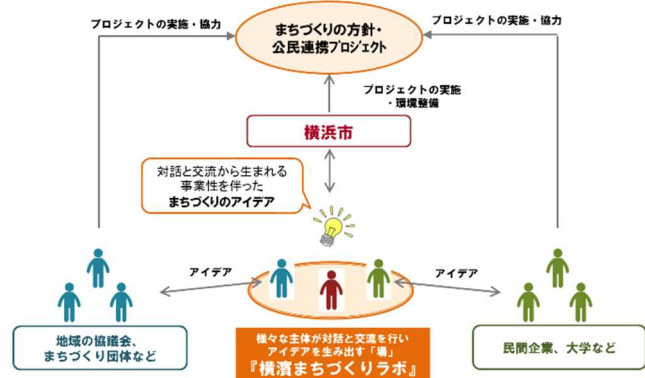 プロジェクトの実施・協力
まちづくりの方針・
公民連携プロジェクト
プロジェクトの実施・協力
プロジェクトの実施
・環境整備
横浜市
対話と交流から生まれる
事業性を伴った
まちづくりのアイデア
アイデア
アイデア
地域の協議会、
まちづくり団体など
様々な主体が対話と交流を行い
アイデアを生み出す「場」
『横濱まちづくりラボ』
民間企業、大学など